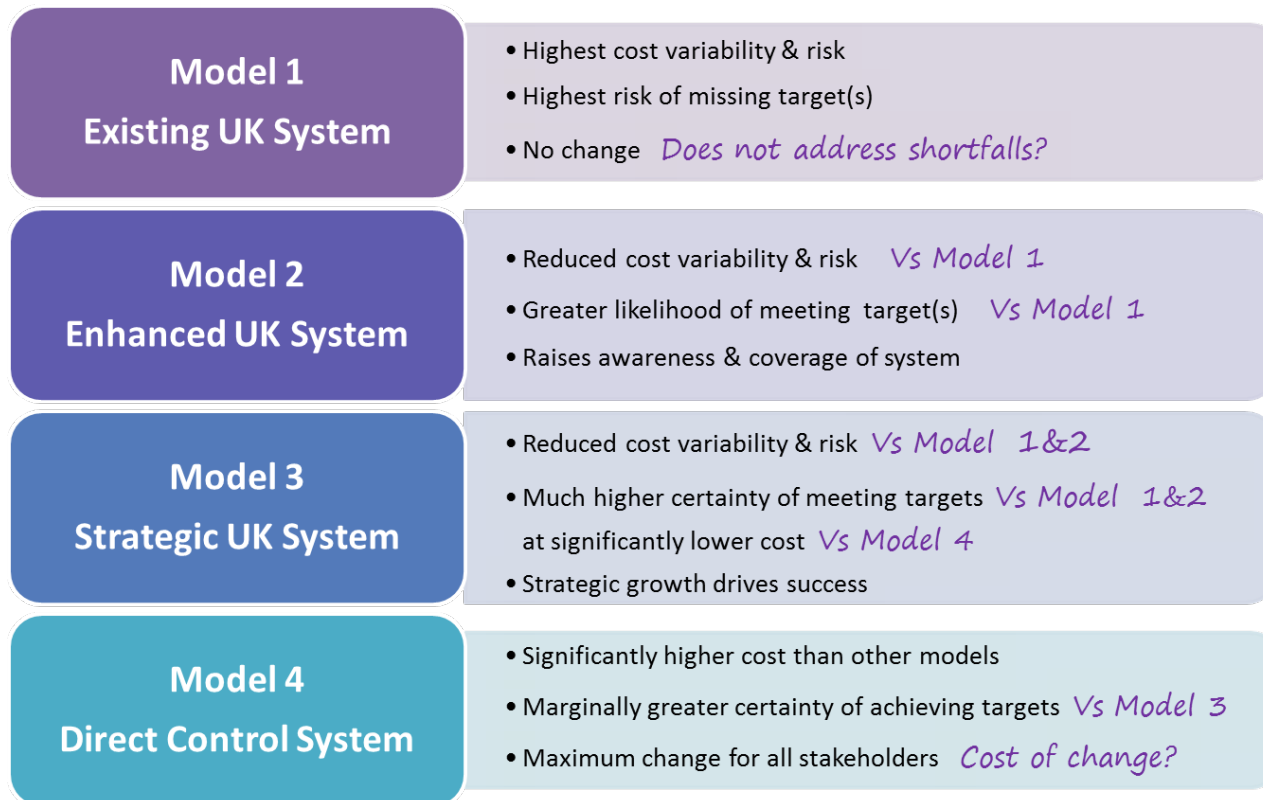 Model 1
Existing UK System
• Highest cost variability & risk
• Highest risk of missing target(s)
• No change Does not address shortfalls?
Model 2
Enhanced UK System
• Reduced cost variability & risk Vs Model 1
• Greater likelihood of meeting target(s) Vs Model 1
• Raises awareness & coverage of system
Model 3
Strategic UK System
• Reduced cost variability & risk Vs Model 1&2
• Much higher certainty of meeting targets Vs Model 1&2
at significantly lower cost Vs Model 4
• Strategic growth drives success
Model 4
Direct Control System
• Significantly higher cost than other models
• Marginally greater certainty of achieving targets Vs Model 3
• Maximum change for all stakeholders Cost of change?